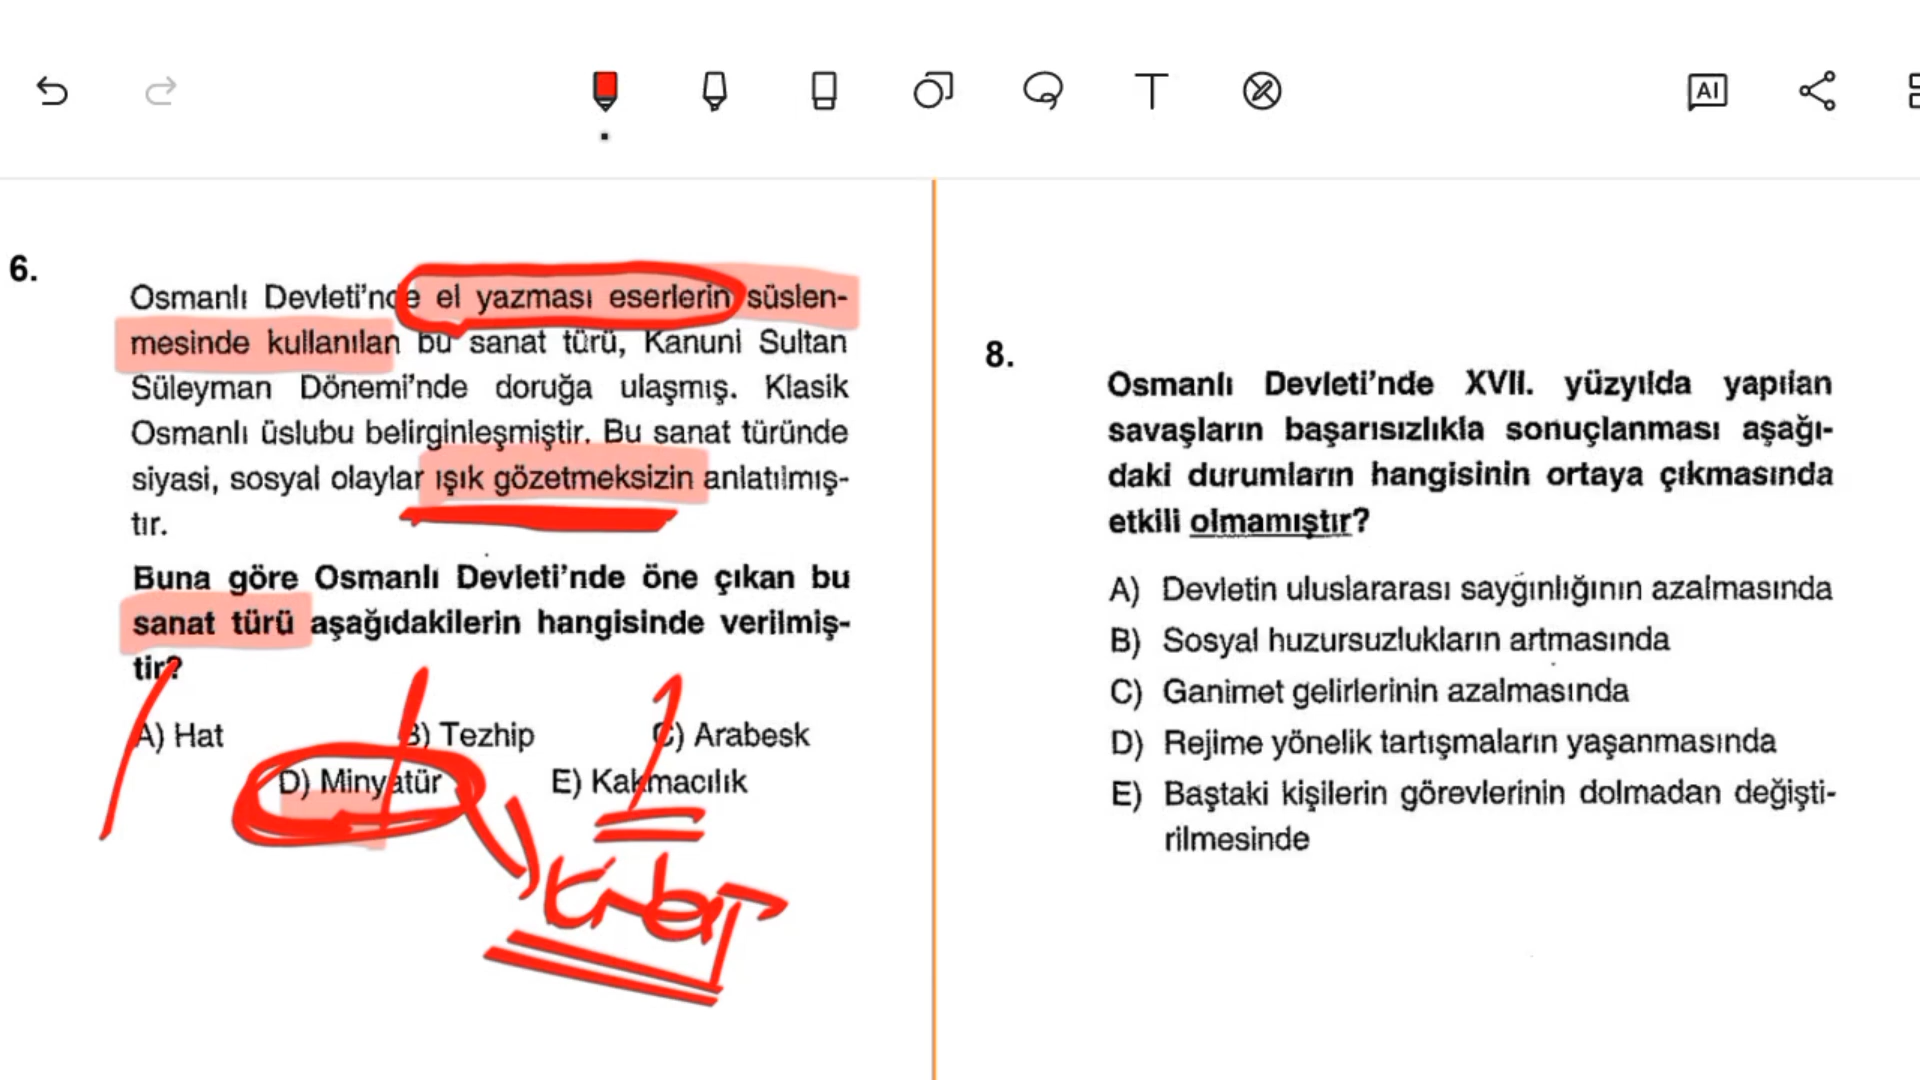 AI
T
6.
Osmanlı Devleti'nde el yazması eserlerin süslen-
mesinde kullanılan bu sanat türü, Kanuni Sultan
Süleyman Dönemi'nde doruğa ulaşmış. Klasik
Osmanlı üslubu belirginleşmiştir. Bu sanat türünde
siyasi, sosyal olaylar ışık gözetmeksizin anlatılmış-
tır.
Buna göre Osmanlı Devleti'nde öne çıkan bu
sanat türü aşağıdakilerin hangisinde verilmiş-
tir?
A) Hat B) Tezhip C) Arabesk
D) Minyatür E) Kakmacılık
8.
Osmanlı Devleti'nde XVII. yüzyılda yapılan
savaşların başarısızlıkla sonuçlanması aşağı-
daki durumların hangisinin ortaya çıkmasında
etkili olmamıştır?
A) Devletin uluslararası saygınlığının azalmasında
B) Sosyal huzursuzlukların artmasında
C) Ganimet gelirlerinin azalmasında
D) Rejime yönelik tartışmaların yaşanmasında
E) Baştaki kişilerin görevlerinin dolmadan değişti-
rilmesinde